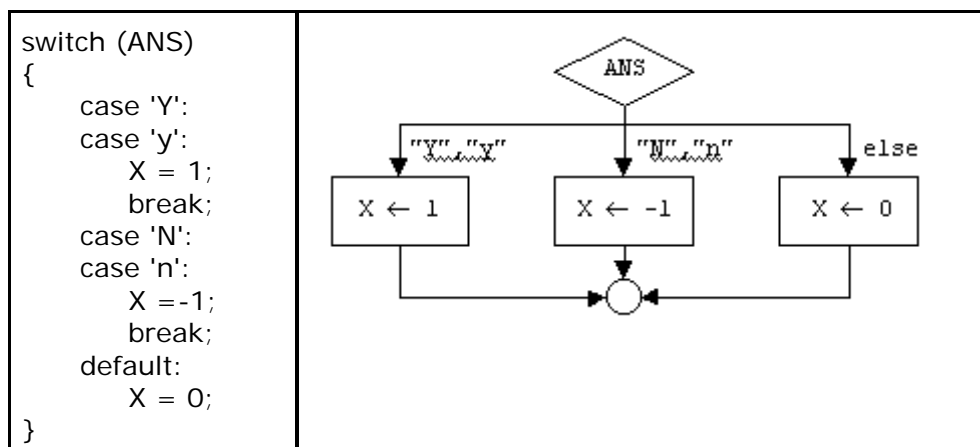 switch (ANS)
{
case 'Y':
case 'y':
X = 1;
break;
case 'N':
case 'n':
X =-1;
break;
default:
X = 0;
}
ANS
"Y","y"
"N","n"
else
X ← 1
X ← -1
X ← 0